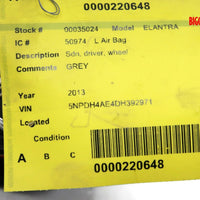 0000220648
Stock # 00035024 Model ELANTRA
IC # 50974 L Air Bag
Description Sdn, driver, wheel
Comments GREY
Year 2013
VIN 5NPDH4AE4DH392971
Located
Condition
A B C
0000220648